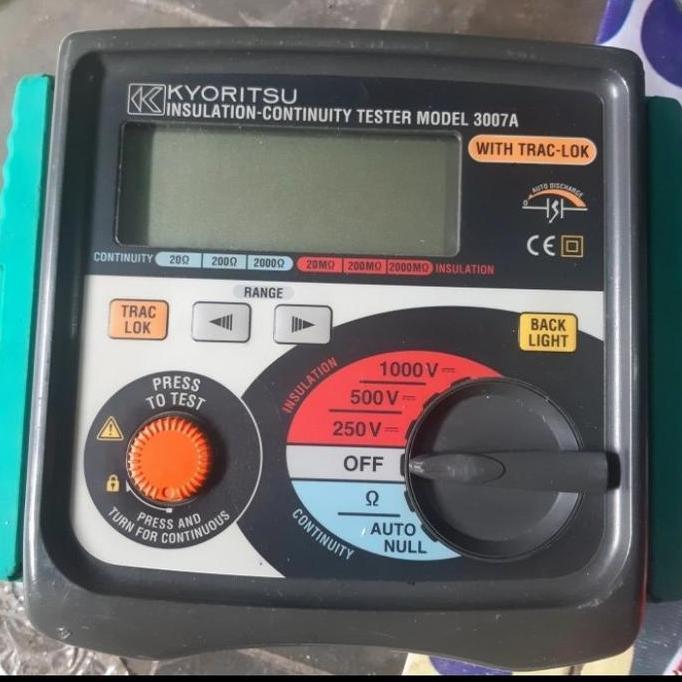 KYORITSU
INSULATION-CONTINUITY TESTER MODEL 3007A
WITH TRAC-LOK
AUTO DISCHARGE
0
CE
CONTINUITY 20Ω 200Ω 2000Ω 20MΩ 200MΩ 2000MΩ INSULATION
RANGE
TRAC
LOK
BACK
LIGHT
PRESS
TO TEST
PRESS AND
TURN FOR CONTINUOUS
INSULATION
1000V
500V
250V
OFF
Ω
AUTO
NULL
CONTINUITY